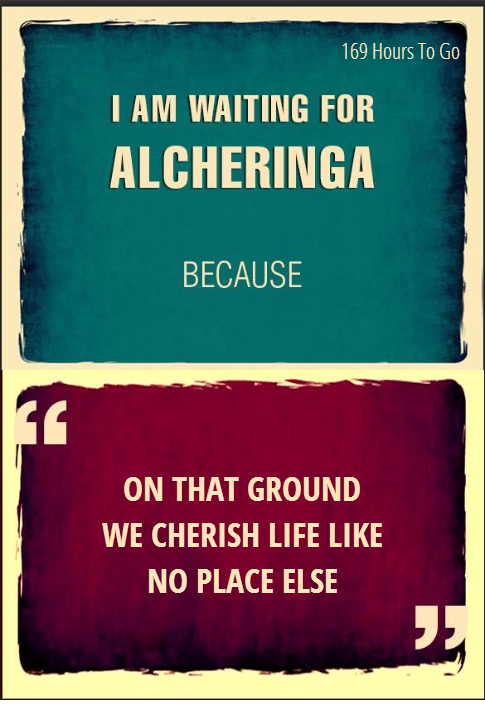 169 Hours To Go
I AM WAITING FOR
ALCHERINGA
BECAUSE
“
ON THAT GROUND
WE CHERISH LIFE LIKE
NO PLACE ELSE
”